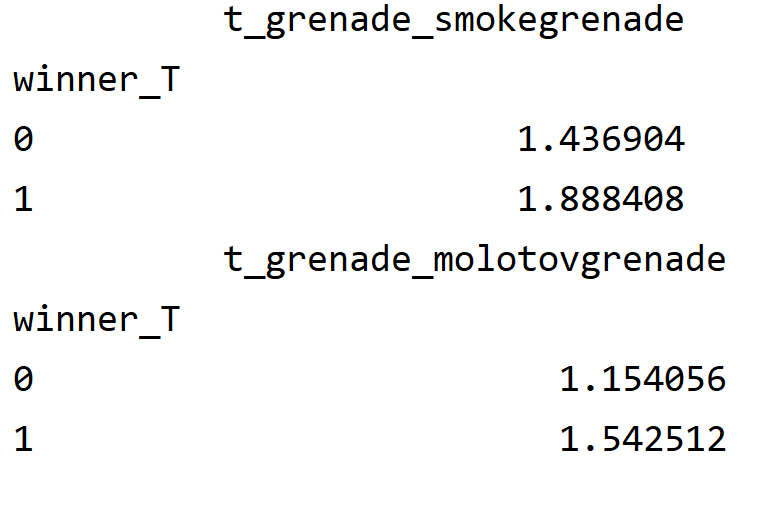 t_grenade_smokegrenade
winner_T
0 1.436904
1 1.888408
t_grenade_molotovgrenade
winner_T
0 1.154056
1 1.542512